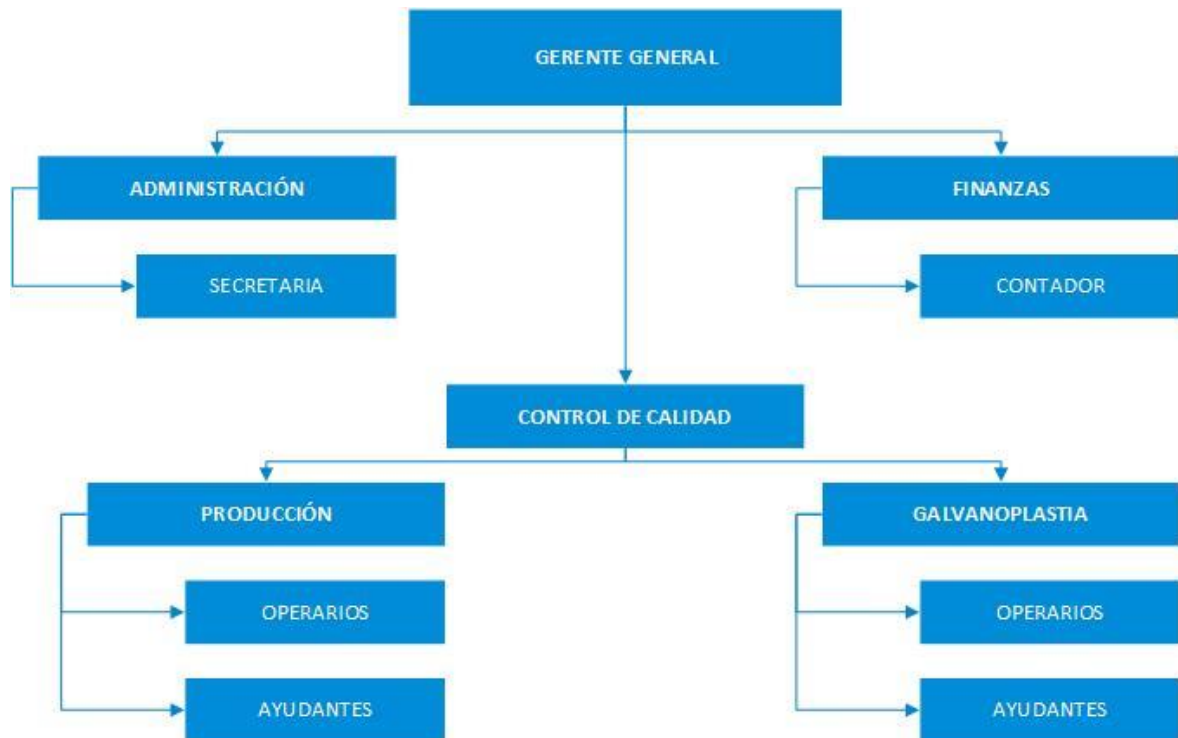 GERENTE GENERAL
ADMINISTRACIÓN
FINANZAS
SECRETARIA
CONTADOR
CONTROL DE CALIDAD
PRODUCCIÓN
GALVANOPLASTIA
OPERARIOS
OPERARIOS
AYUDANTES
AYUDANTES